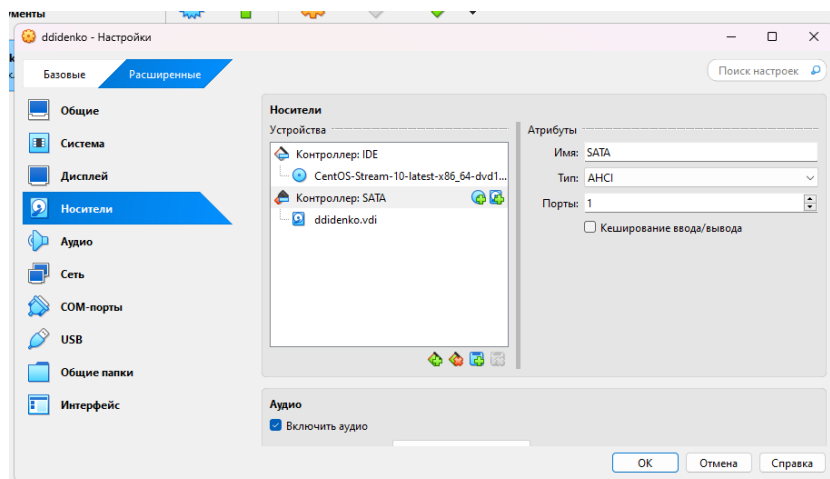 ddidenko - Настройки
Базовые
Расширенные
Поиск настроек
Общие
Система
Дисплей
Носители
Аудио
Сеть
COM-порты
USB
Общие папки
Интерфейс
Носители
Устройства
Контроллер: IDE
CentOS-Stream-10-latest-x86_64-dvd1...
Контроллер: SATA
ddidenko.vdi
Атрибуты
Имя: SATA
Тип: AHCI
Порты: 1
Кеширование ввода/вывода
Аудио
Включить аудио
OK
Отмена
Справка